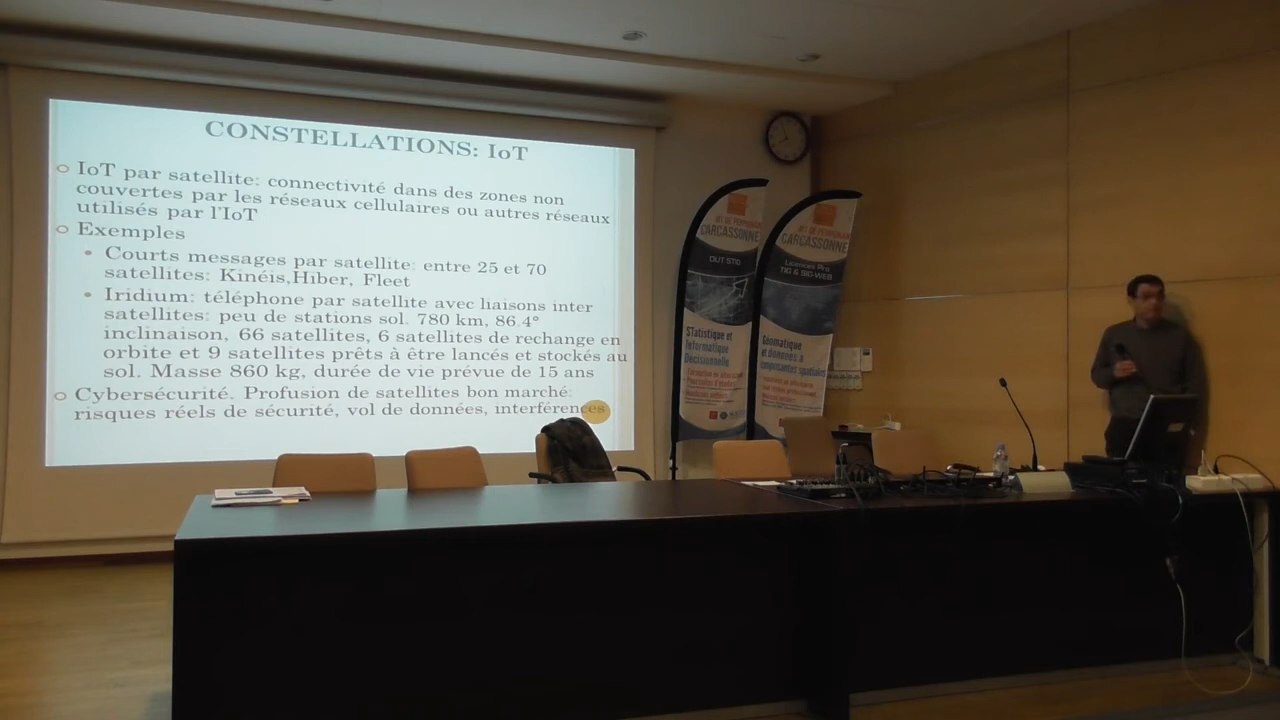 CONSTELLATIONS: IoT
IoT par satellite: connectivité dans des zones non
couvertes par les réseaux cellulaires ou autres réseaux
utilisés par l'IoT
Exemples
Courts messages par satellite: entre 25 et 70
satellites: Kinéis,Hiber, Fleet
Iridium: téléphone par satellite avec liaisons inter
satellites: peu de stations sol. 780 km, 86.4°
inclinaison, 66 satellites, 6 satellites de rechange en
orbite et 9 satellites prêts à être lancés et stockés au
sol. Masse 860 kg, durée de vie prévue de 15 ans
Cybersécurité. Profusion de satellites bon marché:
risques réels de sécurité, vol de données, interférences
CARCASSONNE
DUT STID
STatistique et
Informatique
Décisionnelle
CARCASSONNE
Licences Pro
TIG & SIC-WEB
Géomatique
et données à
composantes spatiales